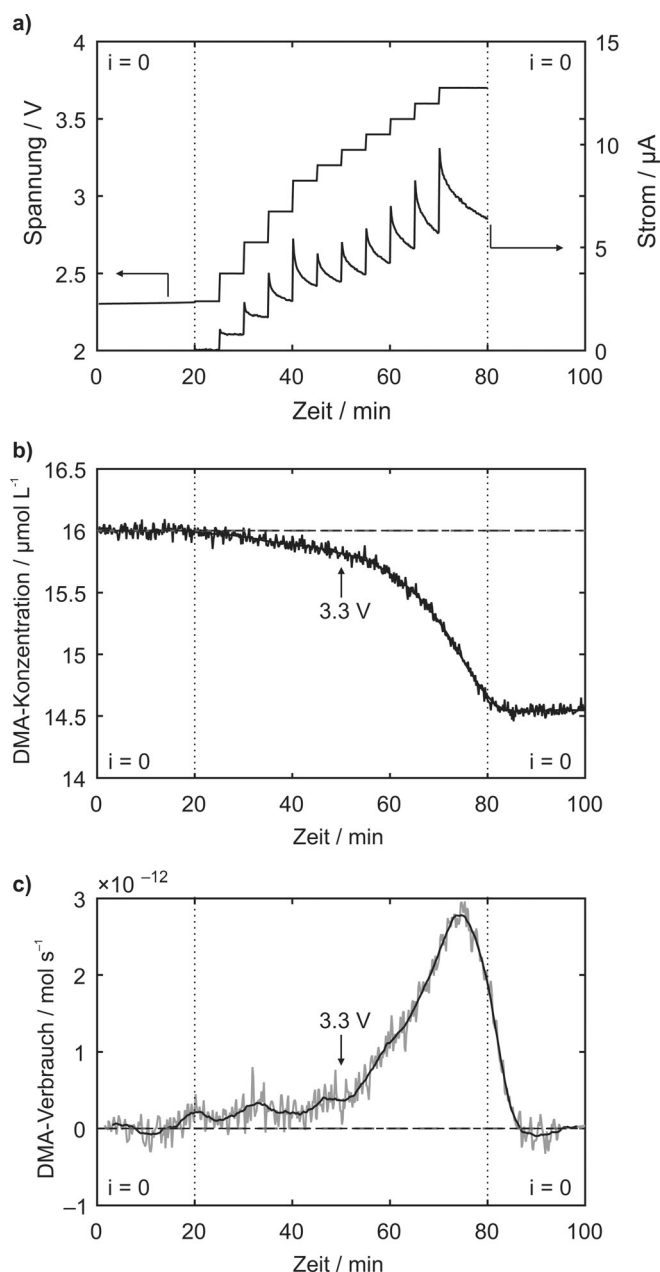 a)
i = 0
i = 0
Spannung / V
4
3.5
3
2.5
2
15
10
5
0
Strom / µA
0
20
40
60
80
100
Zeit / min
b)
DMA-Konzentration / µmol L⁻¹
16.5
16
15.5
15
14.5
14
3.3 V
i = 0
i = 0
0
20
40
60
80
100
Zeit / min
c)
×10 ⁻¹²
DMA-Verbrauch / mol s⁻¹
3
2
1
0
−1
3.3 V
i = 0
i = 0
0
20
40
60
80
100
Zeit / min